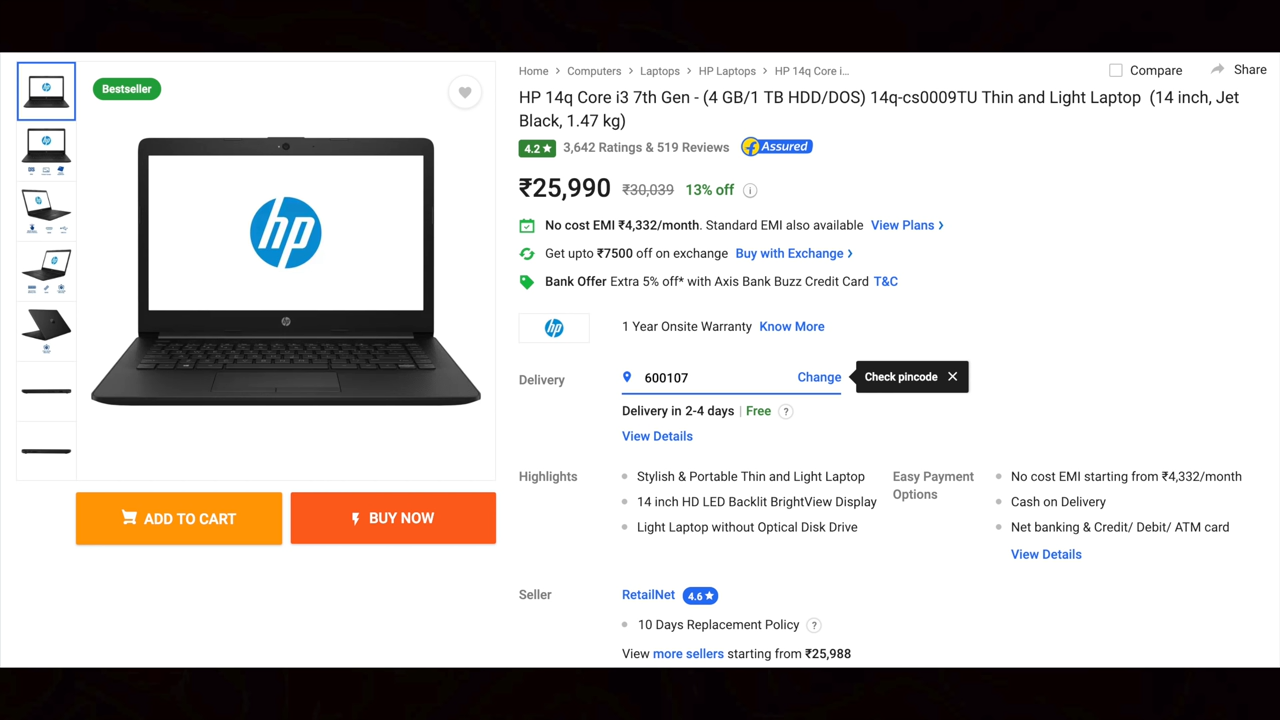 Bestseller
hp
Home > Computers > Laptops > HP Laptops > HP 14q Core i...
Compare
Share
HP 14q Core i3 7th Gen - (4 GB/1 TB HDD/DOS) 14q-cs0009TU Thin and Light Laptop (14 inch, Jet
Black, 1.47 kg)
4.2★ 3,642 Ratings & 519 Reviews Assured
₹25,990 ₹30,039 13% off
No cost EMI ₹4,332/month. Standard EMI also available View Plans >
Get upto ₹7500 off on exchange Buy with Exchange >
Bank Offer Extra 5% off* with Axis Bank Buzz Credit Card T&C
hp 1 Year Onsite Warranty Know More
Delivery 600107 Change Check pincode ✕
Delivery in 2-4 days | Free ?
View Details
Highlights
Stylish & Portable Thin and Light Laptop
14 inch HD LED Backlit BrightView Display
Light Laptop without Optical Disk Drive
Easy Payment
Options
No cost EMI starting from ₹4,332/month
Cash on Delivery
Net banking & Credit/ Debit/ ATM card
View Details
ADD TO CART
BUY NOW
Seller RetailNet 4.6★
10 Days Replacement Policy ?
View more sellers starting from ₹25,988